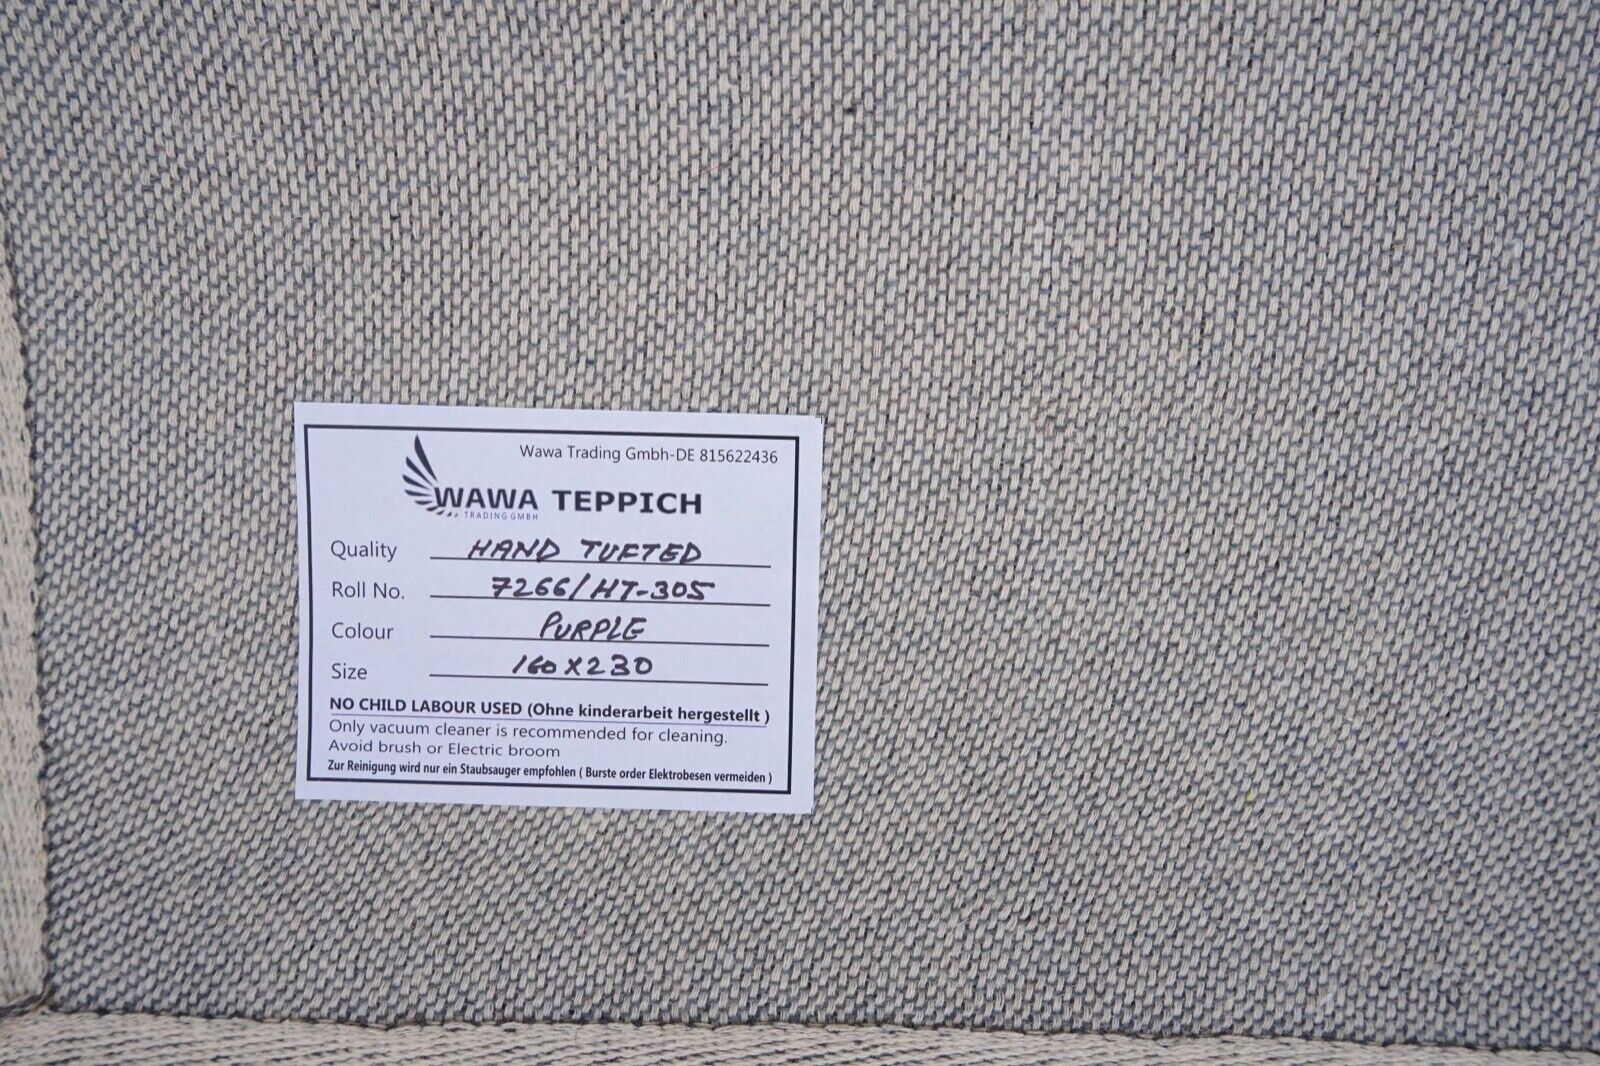 Wawa Trading Gmbh-DE 815622436
WAWA TEPPICH
TRADING GMBH
Quality HAND TUFTED
Roll No. 7266/HT-305
Colour PURPLE
Size 160X230
NO CHILD LABOUR USED (Ohne kinderarbeit hergestellt )
Only vacuum cleaner is recommended for cleaning.
Avoid brush or Electric broom
Zur Reinigung wird nur ein Staubsauger empfohlen ( Burste order Elektrobesen vermeiden )